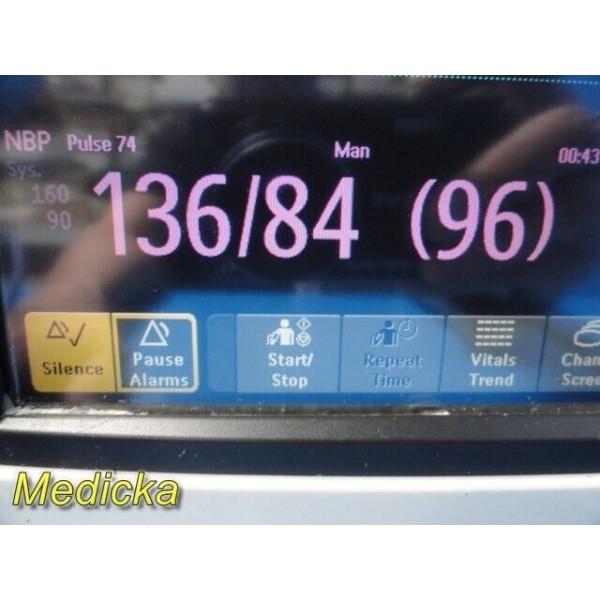 NBP Pulse 74 Man 00:43
Sys.
160
90
136/84 (96)
Silence
Pause
Alarms
Start/
Stop
Repeat
Time
Vitals
Trend
Chan
Scree
Medicka